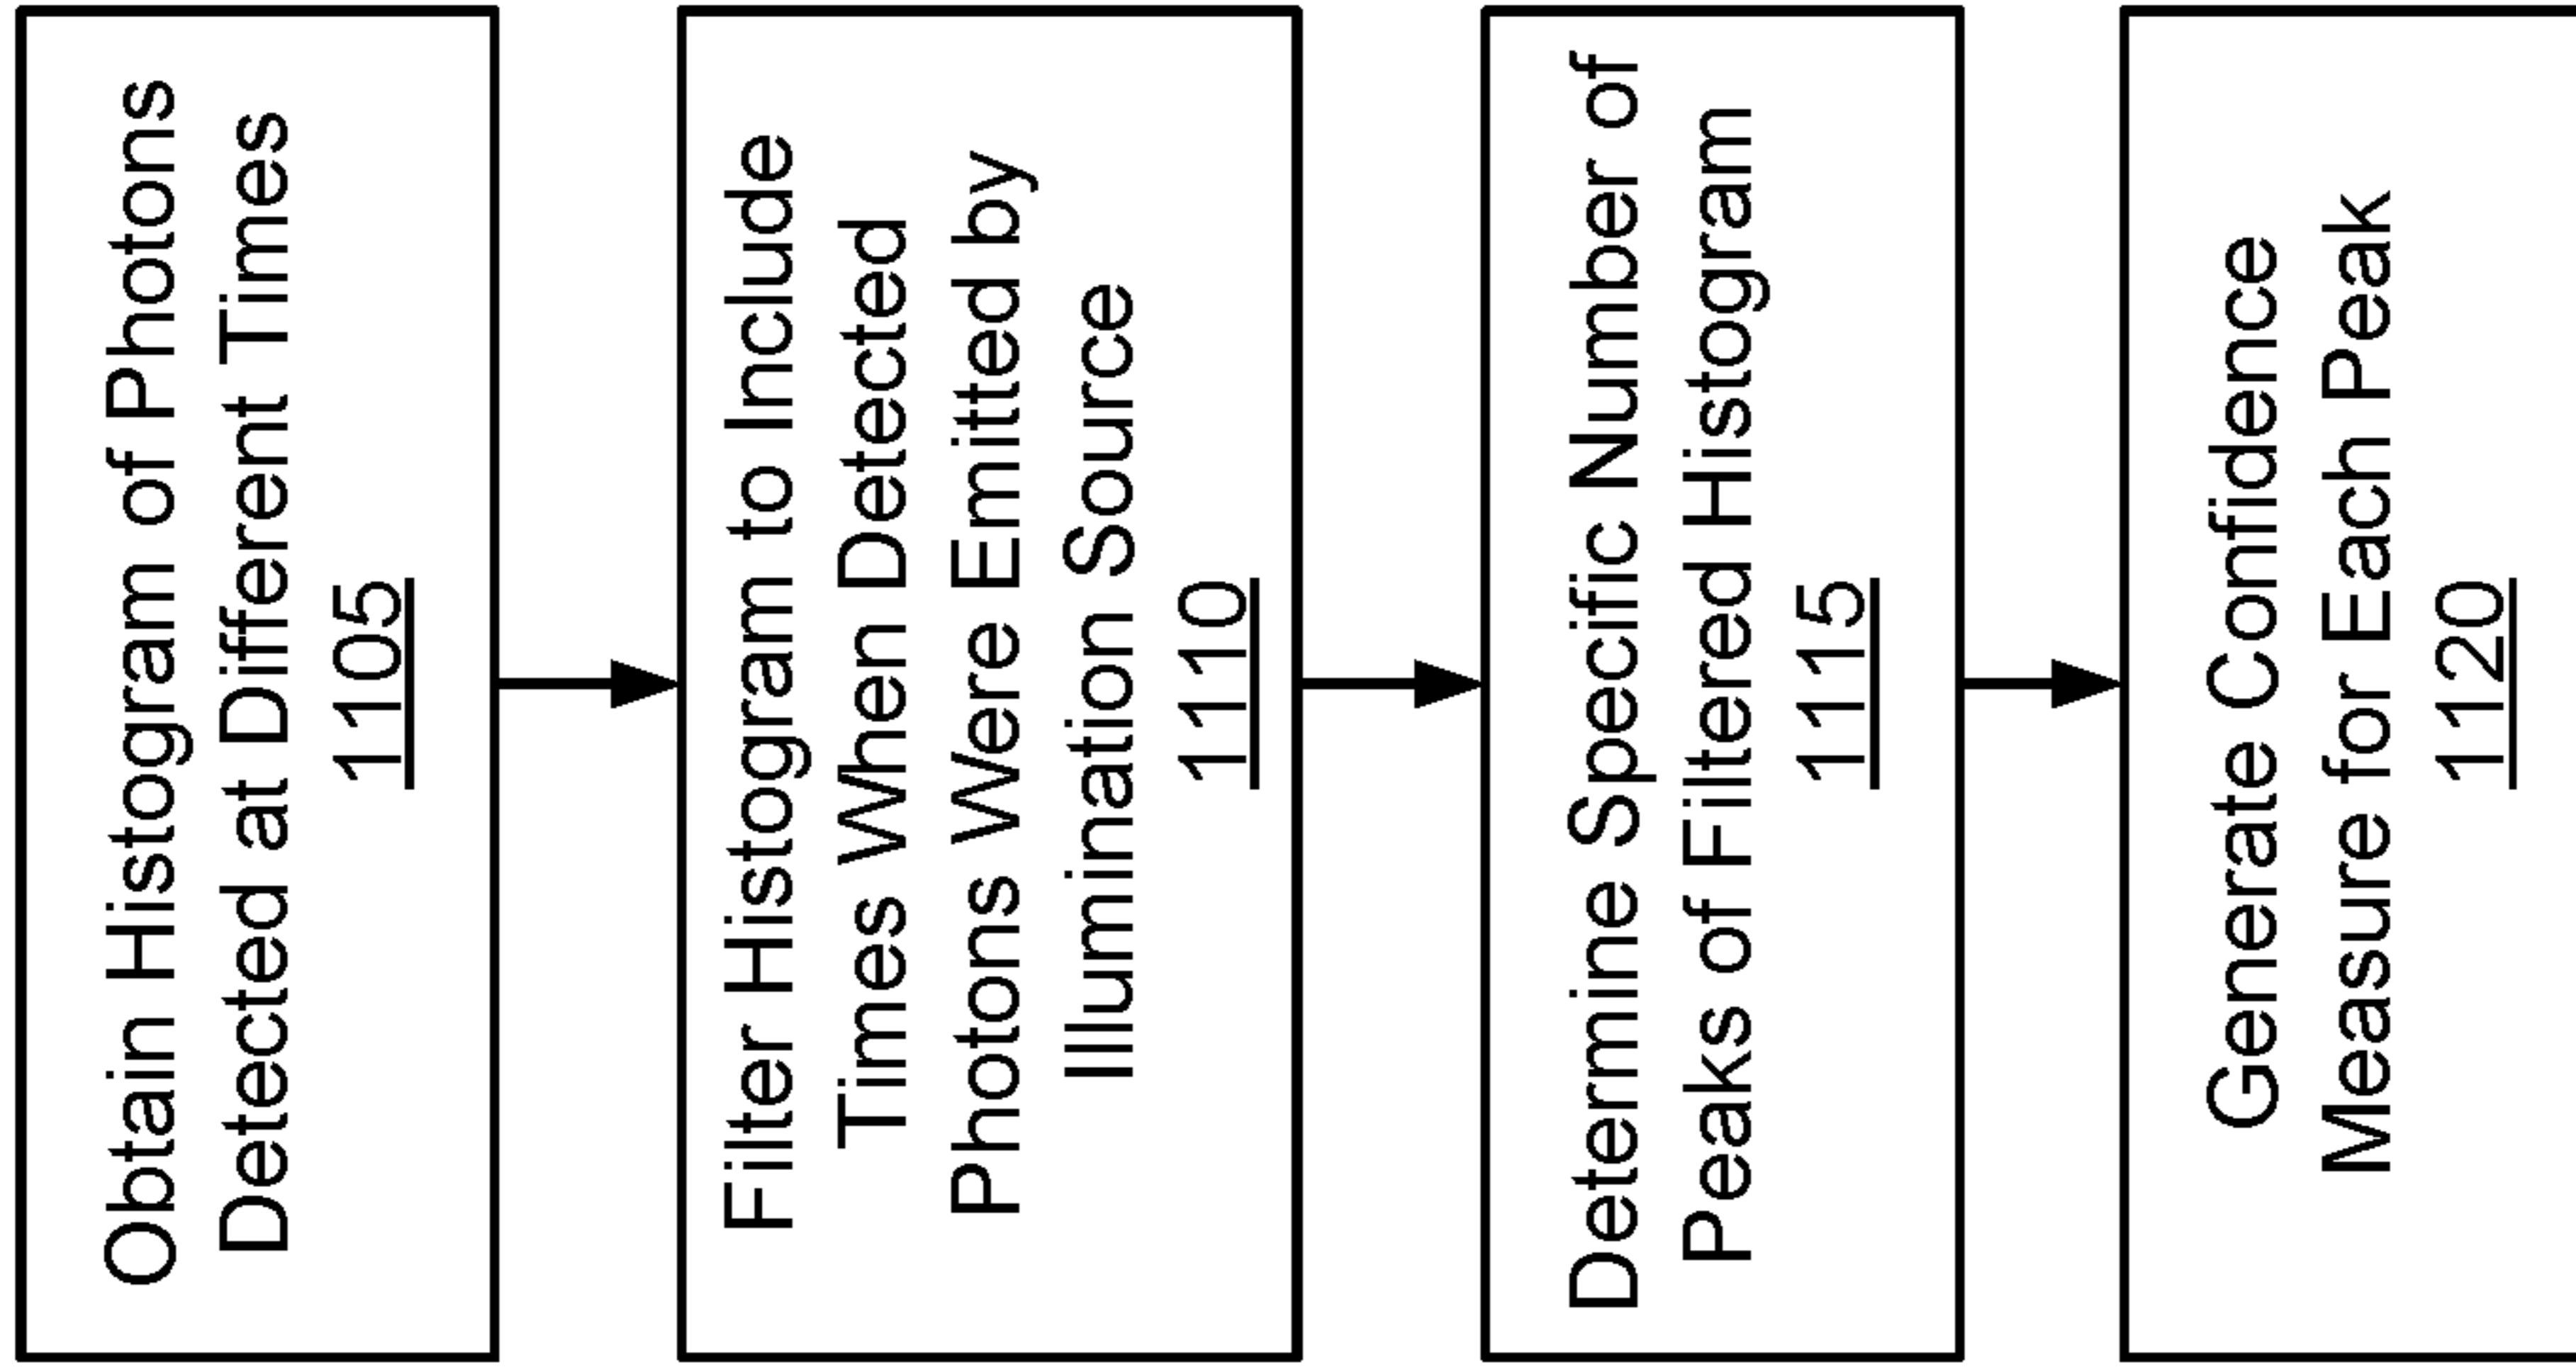 Obtain Histogram of Photons
Detected at Different Times
1105
Filter Histogram to Include
Times When Detected
Photons Were Emitted by
Illumination Source
1110
Determine Specific Number of
Peaks of Filtered Histogram
1115
Generate Confidence
Measure for Each Peak
1120